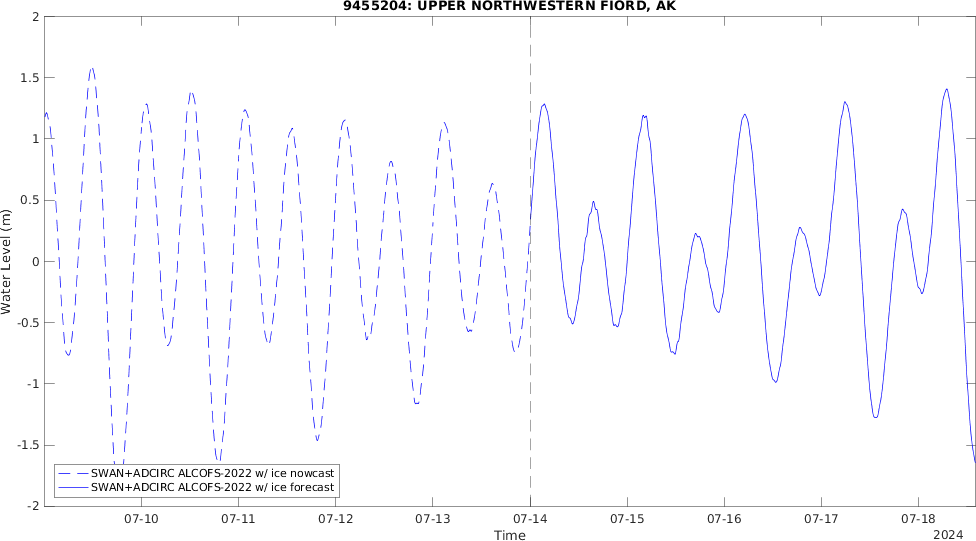 9455204: UPPER NORTHWESTERN FIORD, AK
2
1.5
1
0.5
0
-0.5
-1
-1.5
-2
Water Level (m)
SWAN+ADCIRC ALCOFS-2022 w/ ice nowcast
SWAN+ADCIRC ALCOFS-2022 w/ ice forecast
07-10 07-11 07-12 07-13 07-14 07-15 07-16 07-17 07-18
Time
2024